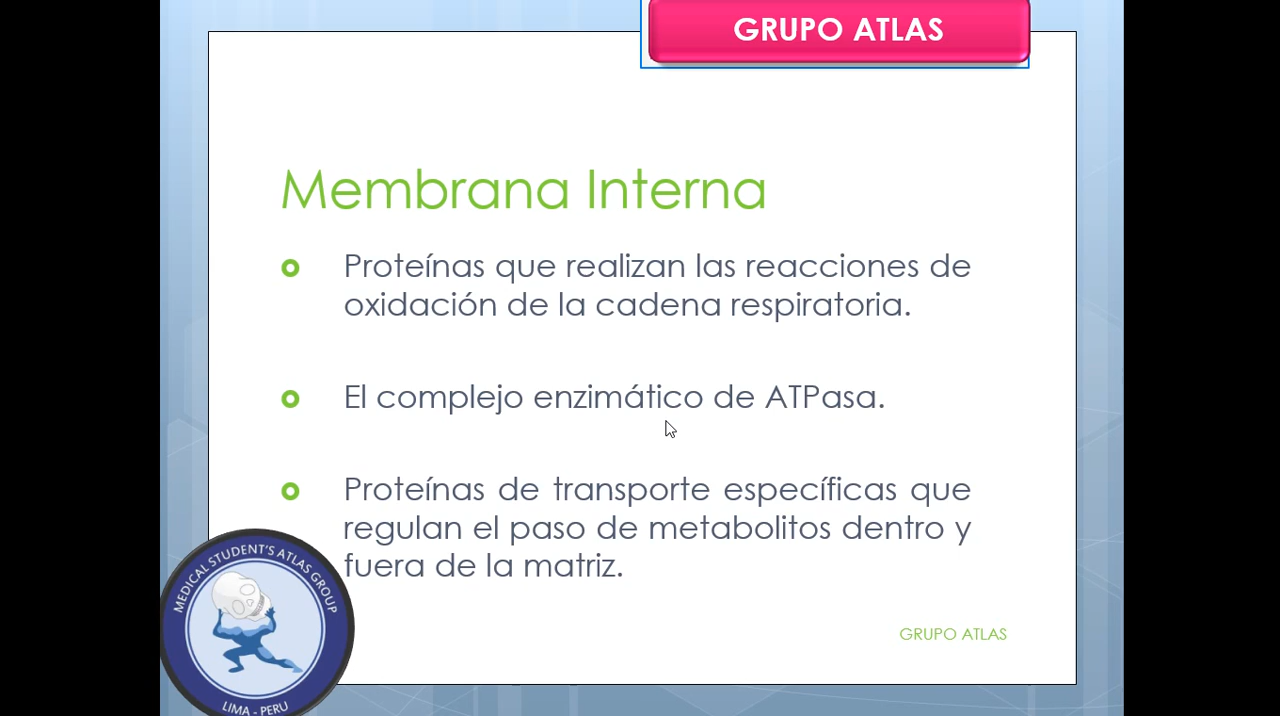 GRUPO ATLAS
Membrana Interna
Proteínas que realizan las reacciones de
oxidación de la cadena respiratoria.
El complejo enzimático de ATPasa.
Proteínas de transporte específicas que
regulan el paso de metabolitos dentro y
fuera de la matriz.
MEDICAL STUDENT'S ATLAS GROUP
LIMA - PERU
GRUPO ATLAS